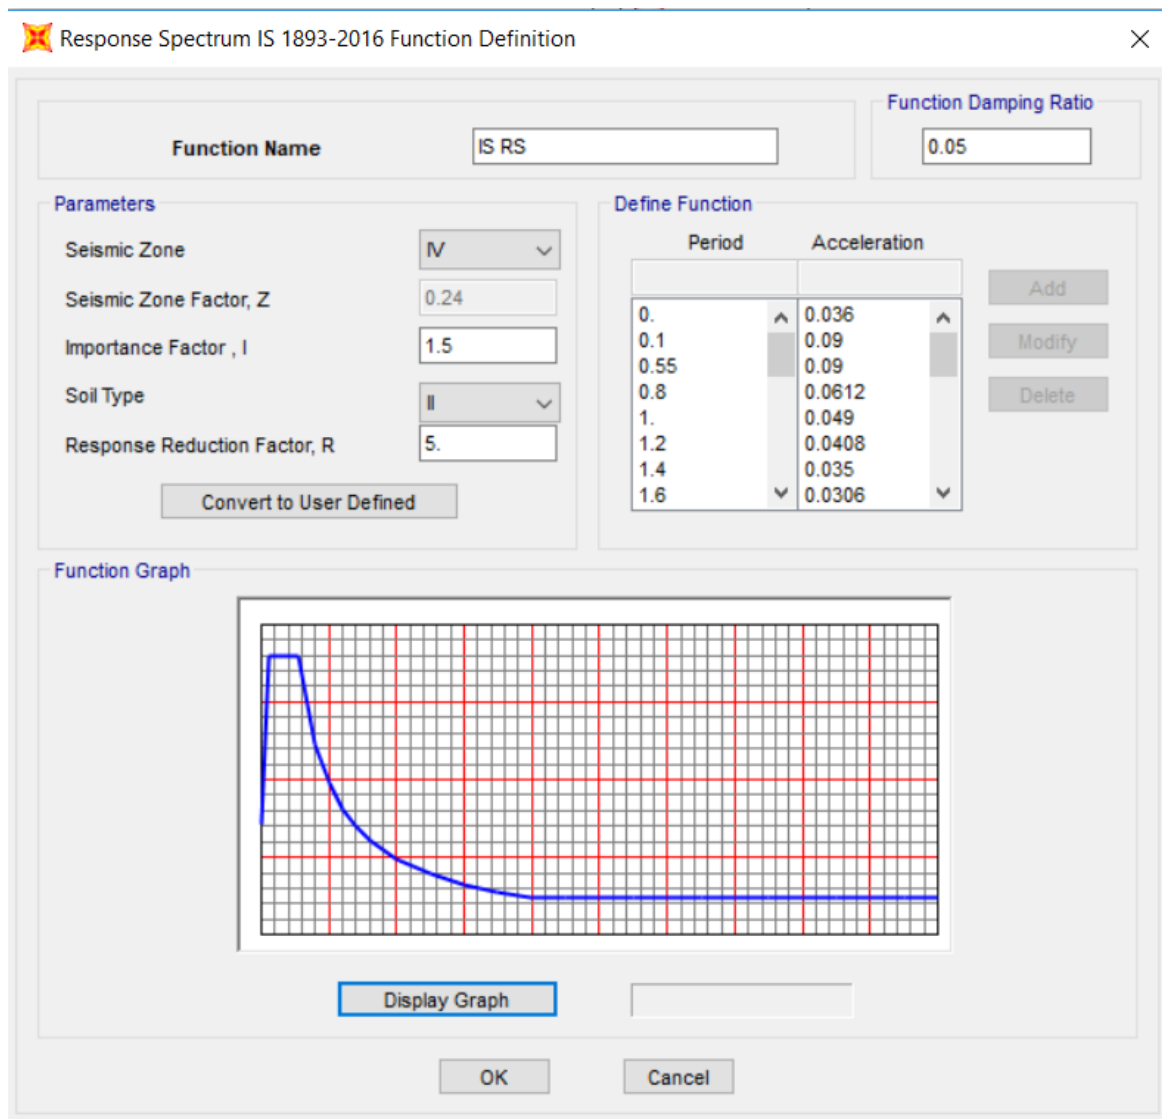 Response Spectrum IS 1893-2016 Function Definition
Function Damping Ratio
Function Name
IS RS
0.05
Parameters
Seismic Zone
IV
Seismic Zone Factor, Z
0.24
Importance Factor , I
1.5
Soil Type
II
Response Reduction Factor, R
5.
Convert to User Defined
Define Function
Period Acceleration
0. 0.036
0.1 0.09
0.55 0.09
0.8 0.0612
1. 0.049
1.2 0.0408
1.4 0.035
1.6 0.0306
Add
Modify
Delete
Function Graph
Display Graph
OK Cancel